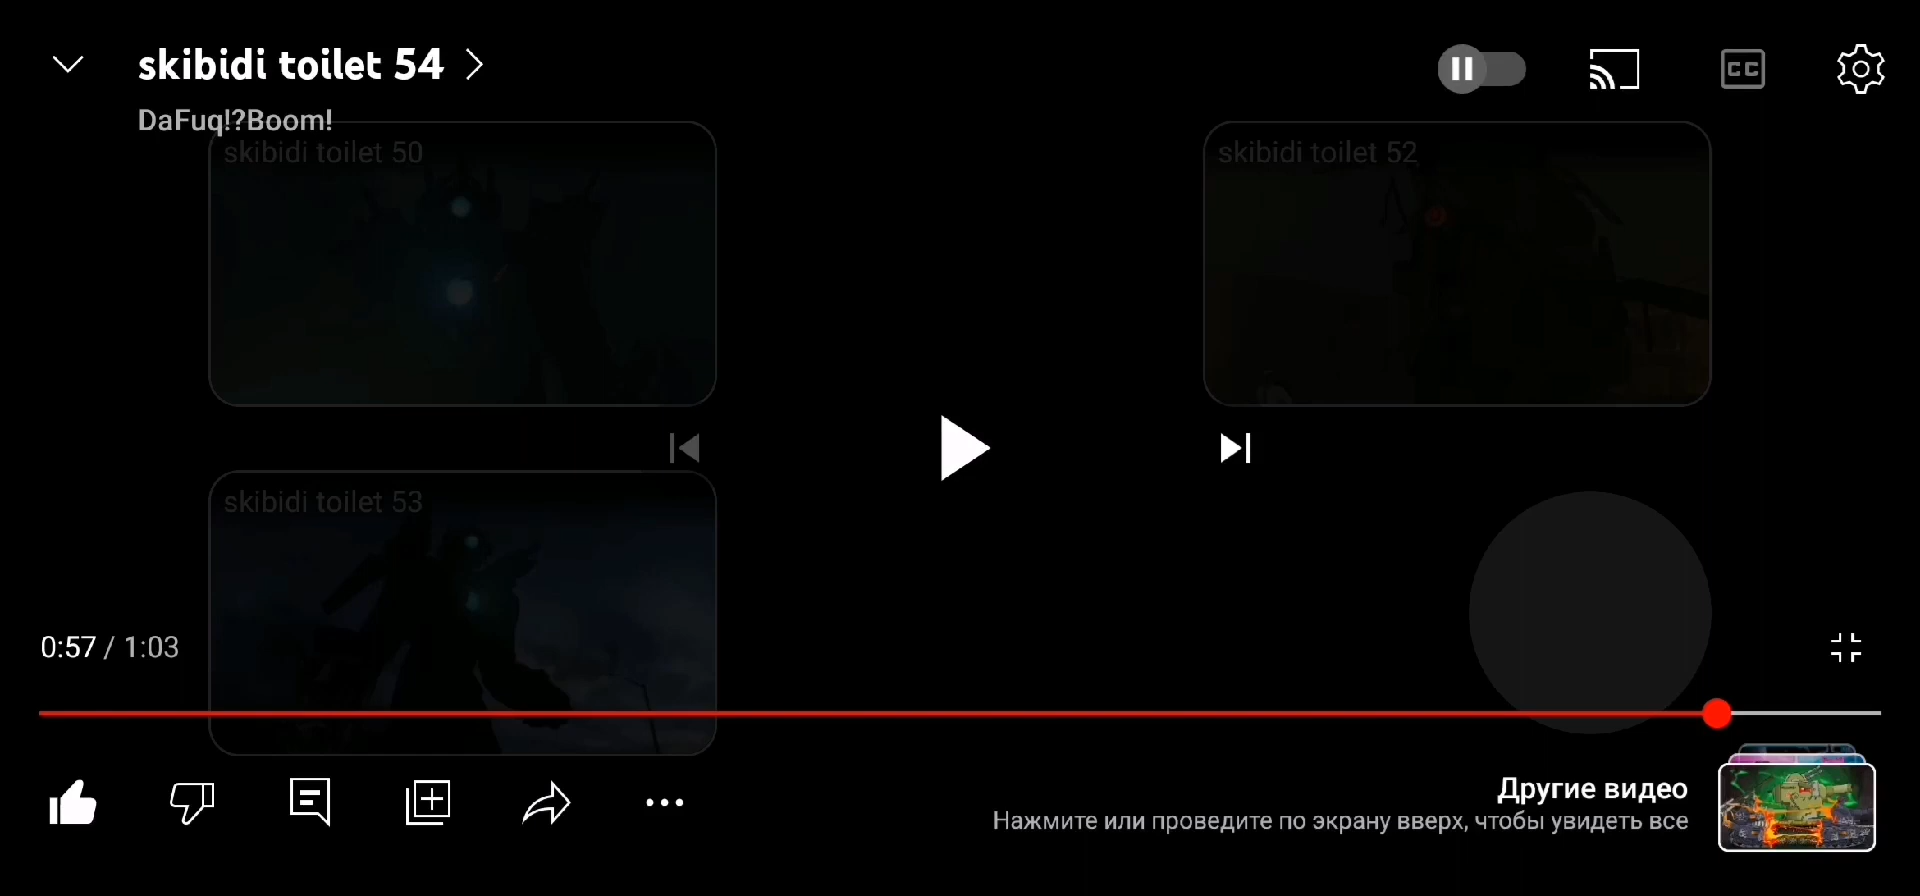 skibidi toilet 54
DaFuq!?Boom!
skibidi toilet 50
skibidi toilet 52
CC
skibidi toilet 53
0:57 / 1:03
Другие видео
Нажмите или проведите по экрану вверх, чтобы увидеть все